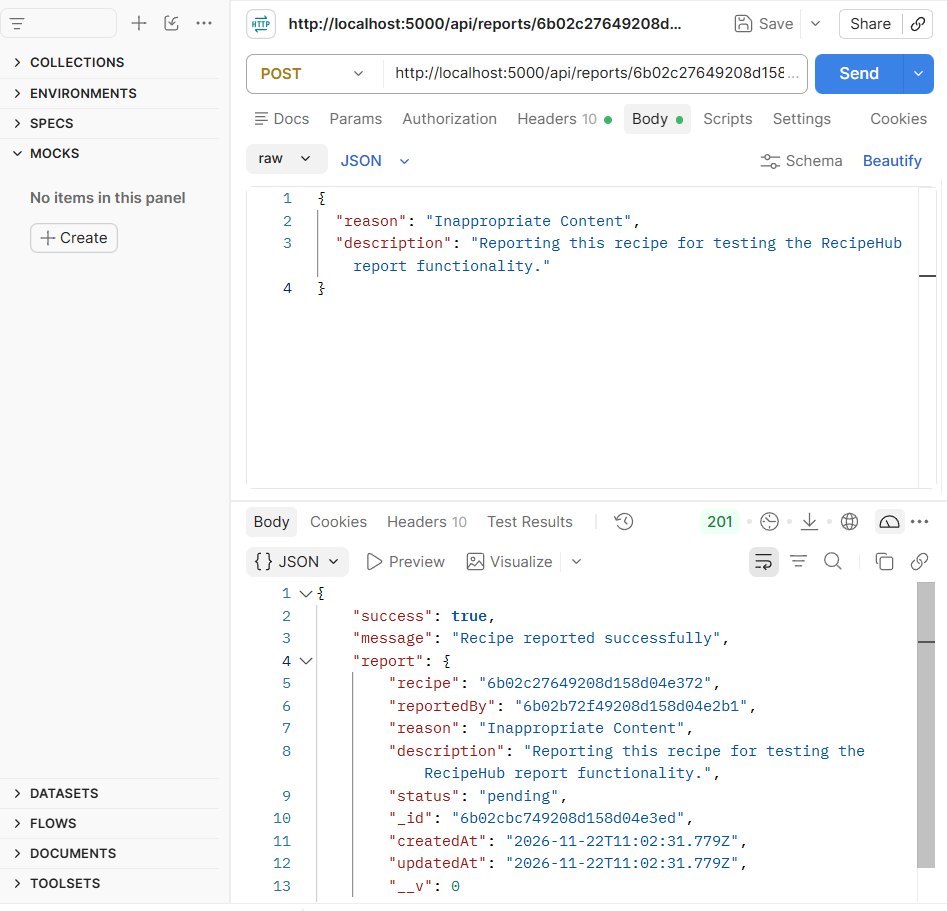 COLLECTIONS
ENVIRONMENTS
SPECS
MOCKS
No items in this panel
Create
DATASETS
FLOWS
DOCUMENTS
TOOLSETS
HTTP http://localhost:5000/api/reports/6b02c27649208d... Save Share
POST http://localhost:5000/api/reports/6b02c27649208d158... Send
Docs Params Authorization Headers 10 Body Scripts Settings Cookies
raw JSON Schema Beautify
1 {
2 "reason": "Inappropriate Content",
3 "description": "Reporting this recipe for testing the RecipeHub
report functionality."
4 }
Body Cookies Headers 10 Test Results 201
{} JSON Preview Visualize
1 {
2 "success": true,
3 "message": "Recipe reported successfully",
4 "report": {
5 "recipe": "6b02c27649208d158d04e372",
6 "reportedBy": "6b02b72f49208d158d04e2b1",
7 "reason": "Inappropriate Content",
8 "description": "Reporting this recipe for testing the
RecipeHub report functionality.",
9 "status": "pending",
10 "_id": "6b02cbc749208d158d04e3ed",
11 "createdAt": "2026-11-22T11:02:31.779Z",
12 "updatedAt": "2026-11-22T11:02:31.779Z",
13 "__v": 0